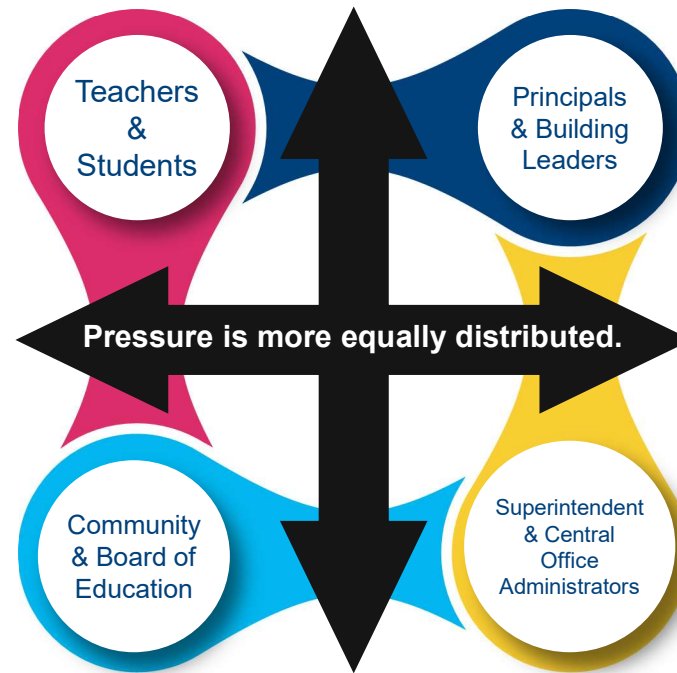 Teachers
&
Students
Principals
& Building
Leaders
Pressure is more equally distributed.
Community
& Board of
Education
Superintendent
& Central
Office
Administrators